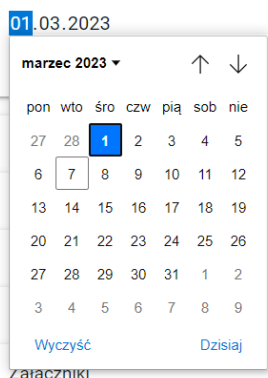 01.03.2023
marzec 2023
pon wto śro czw pią sob nie
27 28 1 2 3 4 5
6 7 8 9 10 11 12
13 14 15 16 17 18 19
20 21 22 23 24 25 26
27 28 29 30 31 1 2
3 4 5 6 7 8 9
Wyczyść Dzisiaj
Załączniki